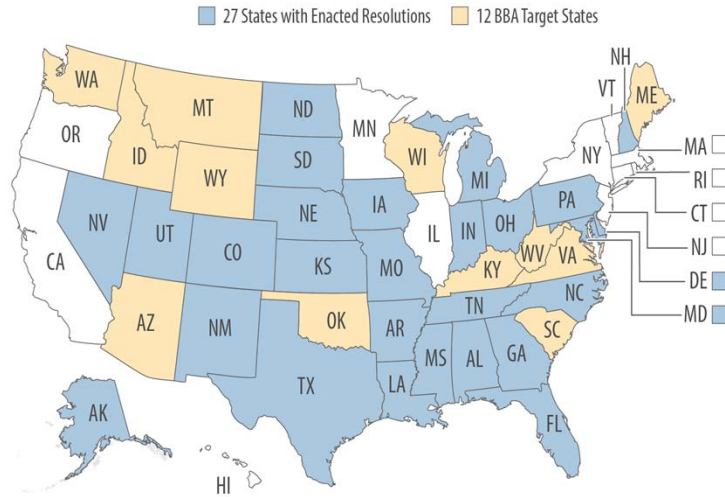 27 States with Enacted Resolutions 12 BBA Target States
NH
VT
WA
ME
MT
ND
MN
OR
ID
SD
WI
NY
MA
WY
MI
RI
IA
PA
CT
NE
NV
OH
IL
IN
NJ
UT
CO
CA
WV
VA
DE
KS
MO
KY
MD
NC
TN
AZ
OK
NM
AR
SC
MS
AL
GA
TX
LA
AK
FL
HI